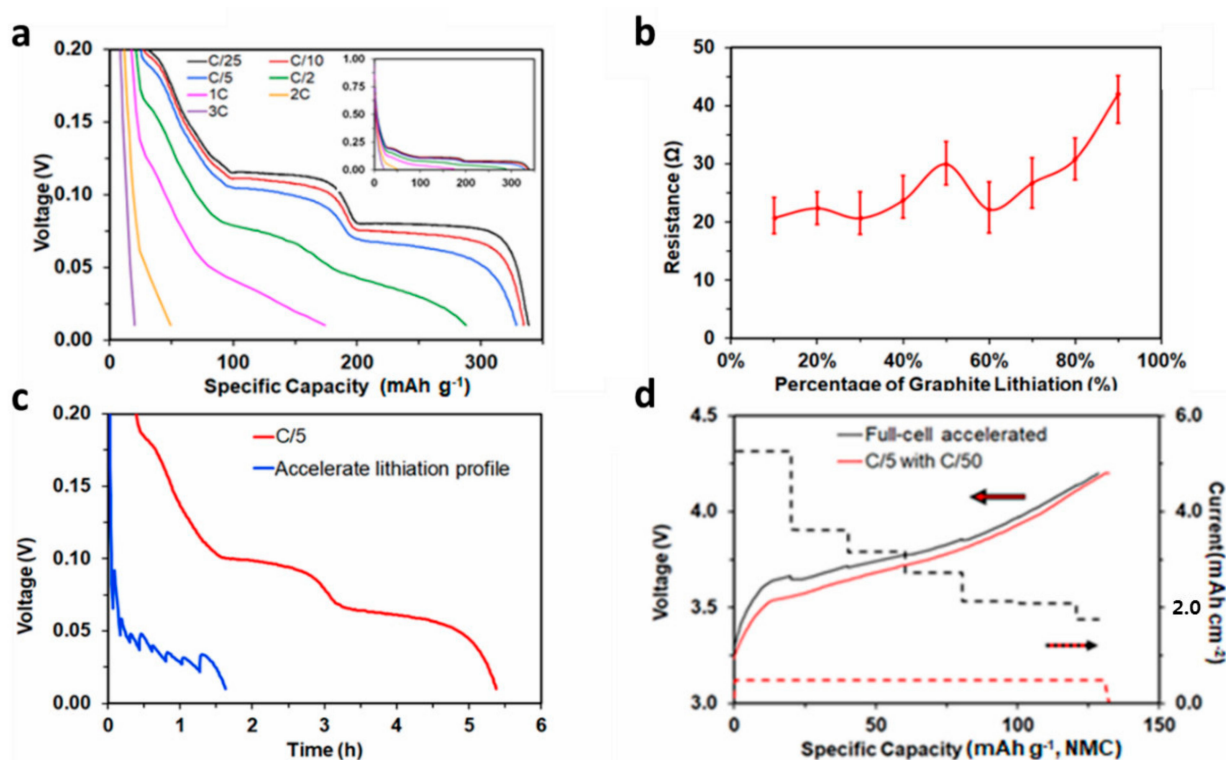 a
0.20
0.15
0.10
0.05
0.00
Voltage (V)
C/25 C/10
C/5 C/2
1C 2C
3C
1.00
0.75
0.50
0.25
0.00
0 100 200 300
0 100 200 300
Specific Capacity (mAh g-1)
b
50
40
30
20
10
0
Resistance (Ω)
0% 20% 40% 60% 80% 100%
Percentage of Graphite Lithiation (%)
c
0.20
0.15
0.10
0.05
0.00
Voltage (V)
C/5
Accelerate lithiation profile
0 1 2 3 4 5 6
Time (h)
d
4.5
4.0
3.5
3.0
Voltage (V)
Full-cell accelerated
C/5 with C/50
6.0
4.0
2.0
0.0
Current(mAh cm-2)
0 50 100 150
Specific Capacity (mAh g-1, NMC)